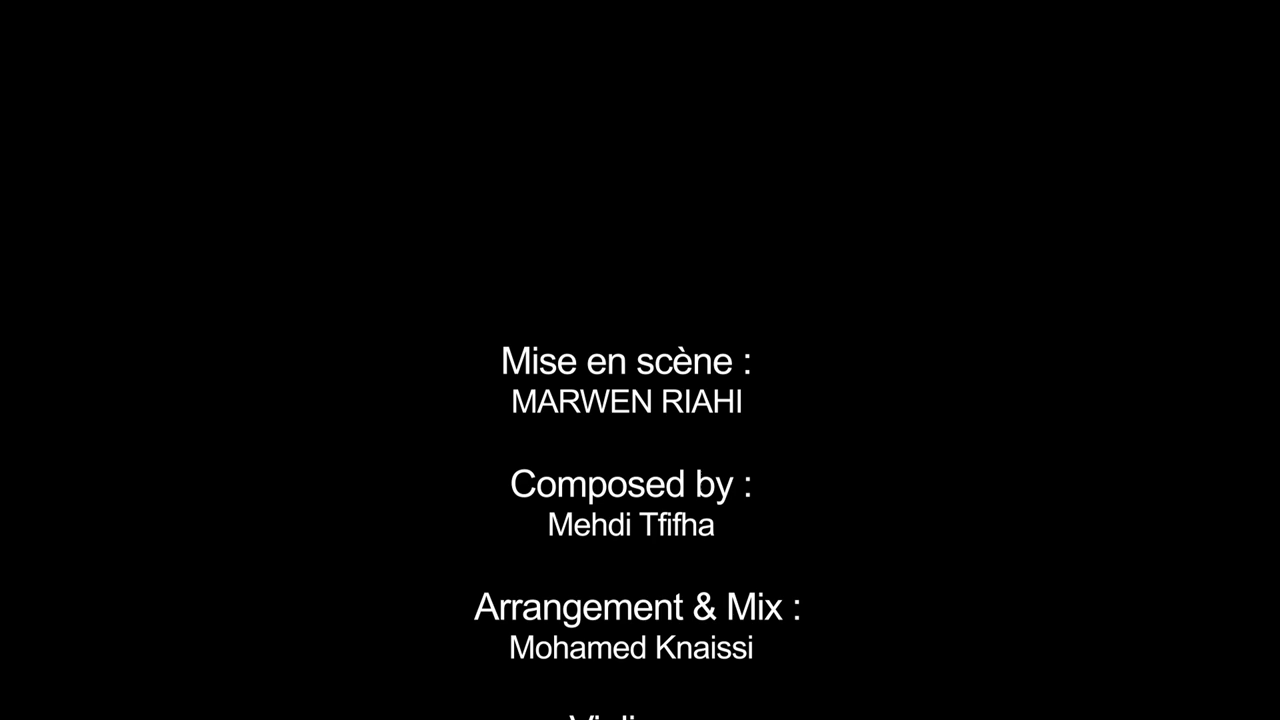 Mise en scène :
MARWEN RIAHI
Composed by :
Mehdi Tfifha
Arrangement & Mix :
Mohamed Knaissi